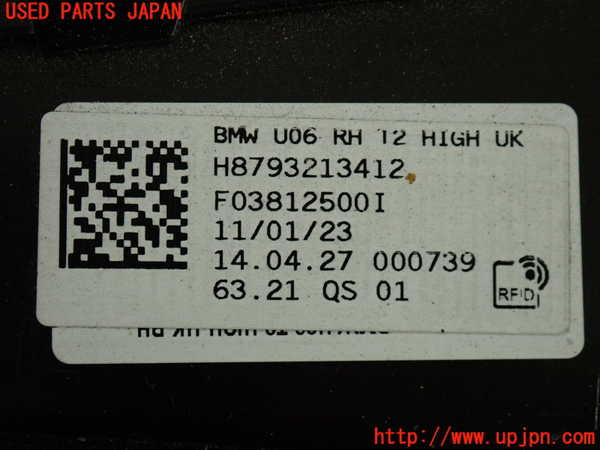 USED PARTS JAPAN
BMW U06 RH T2 HIGH UK
H8793213412
F03812500I
11/01/23
14.04.27 000739
63.21 QS 01
RFID
http://www.upjpn.com/